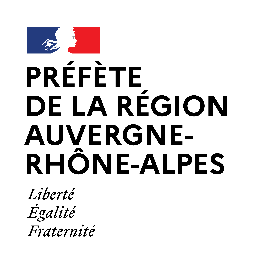 PRÉFÈTE
DE LA RÉGION
AUVERGNE-
RHÔNE-ALPES
Liberté
Égalité
Fraternité